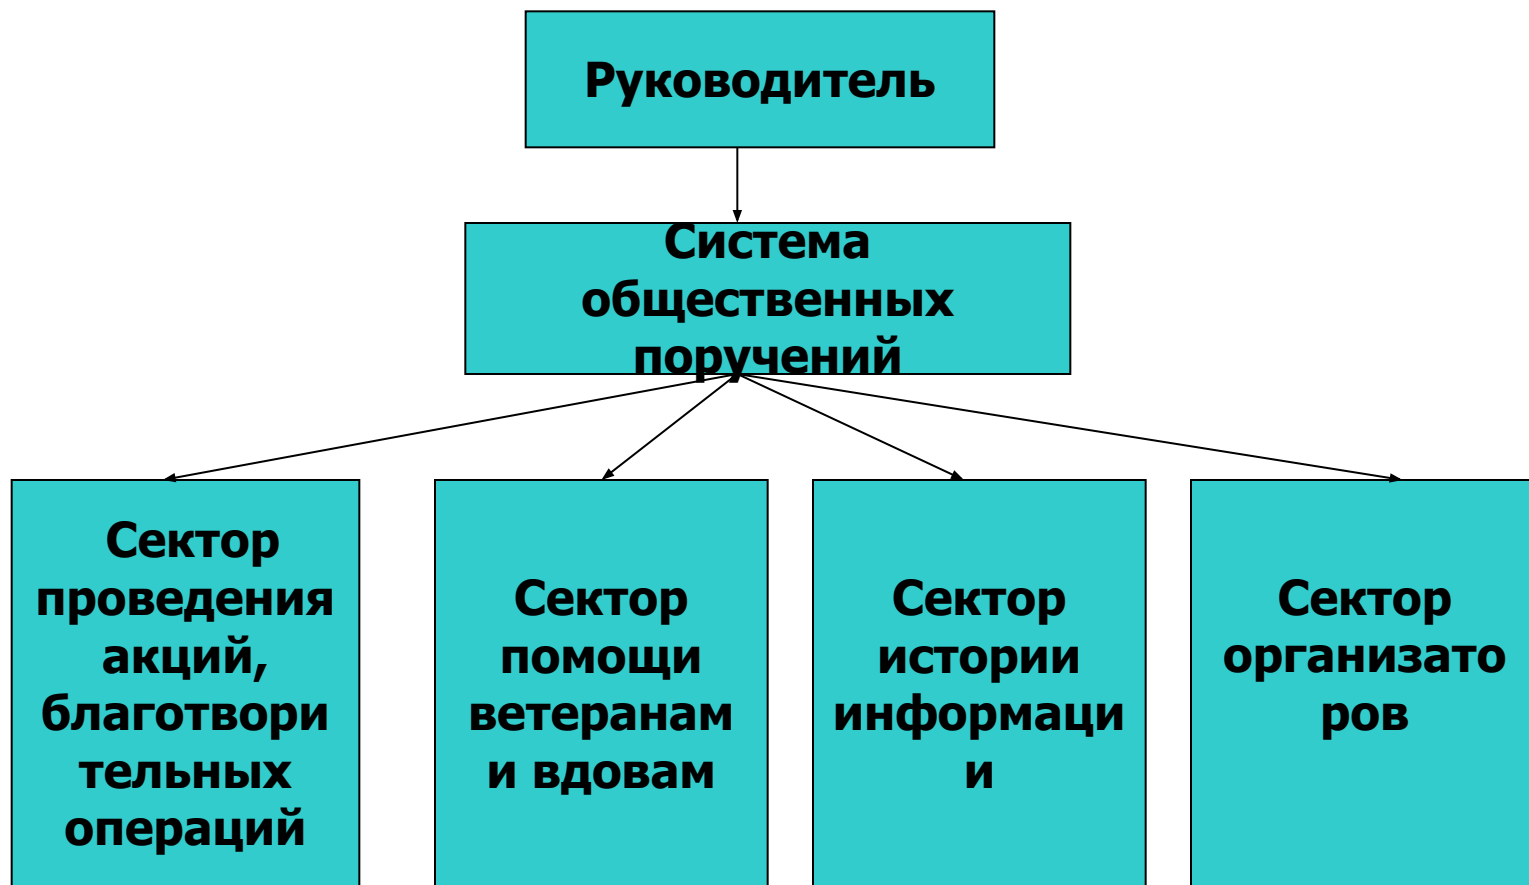 Руководитель
Система
общественных
поручений
Сектор
проведения
акций,
благотвори
тельных
операций
Сектор
помощи
ветеранам
и вдовам
Сектор
истории
информаци
и
Сектор
организато
ров